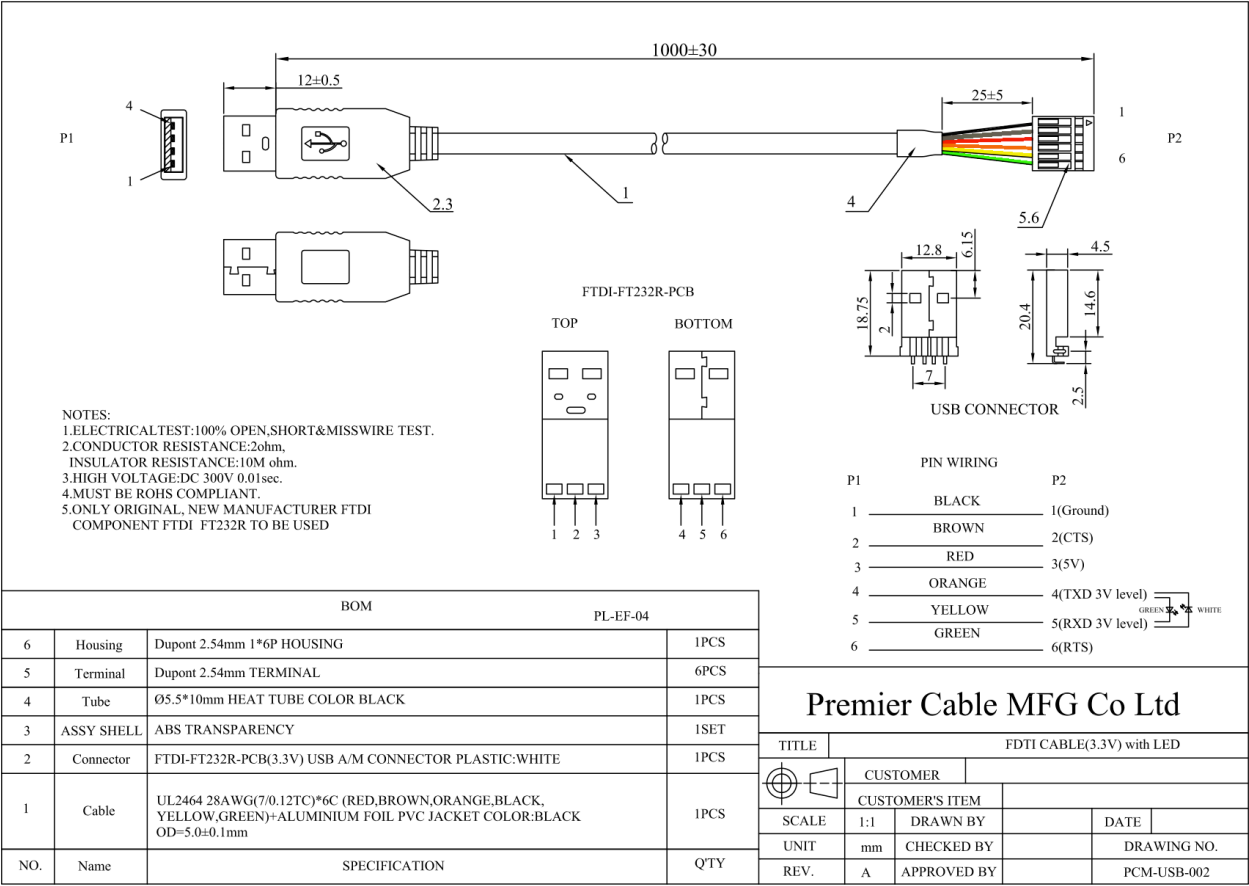 1000±30
12±0.5
25±5
4
P1
1
1
P2
6
2.3
1
4
5.6
FTDI-FT232R-PCB
TOP
BOTTOM
1 2 3
4 5 6
12.8
6.15
4.5
18.75
2
7
20.4
14.6
2.5
USB CONNECTOR
NOTES:
1.ELECTRICALTEST:100% OPEN,SHORT&MISSWIRE TEST.
2.CONDUCTOR RESISTANCE:2ohm,
INSULATOR RESISTANCE:10M ohm.
3.HIGH VOLTAGE:DC 300V 0.01sec.
4.MUST BE ROHS COMPLIANT.
5.ONLY ORIGINAL, NEW MANUFACTURER FTDI
COMPONENT FTDI FT232R TO BE USED
PIN WIRING
P1 P2
1 BLACK 1(Ground)
2 BROWN 2(CTS)
3 RED 3(5V)
4 ORANGE 4(TXD 3V level)
GREEN WHITE
5 YELLOW 5(RXD 3V level)
6 GREEN 6(RTS)
BOM
PL-EF-04
6 Housing Dupont 2.54mm 1*6P HOUSING 1PCS
5 Terminal Dupont 2.54mm TERMINAL 6PCS
4 Tube Ø5.5*10mm HEAT TUBE COLOR BLACK 1PCS
3 ASSY SHELL ABS TRANSPARENCY 1SET
2 Connector FTDI-FT232R-PCB(3.3V) USB A/M CONNECTOR PLASTIC:WHITE 1PCS
1 Cable UL2464 28AWG(7/0.12TC)*6C (RED,BROWN,ORANGE,BLACK,
YELLOW,GREEN)+ALUMINIUM FOIL PVC JACKET COLOR:BLACK
OD=5.0±0.1mm
1PCS
NO. Name SPECIFICATION Q'TY
Premier Cable MFG Co Ltd
TITLE FDTI CABLE(3.3V) with LED
CUSTOMER
CUSTOMER'S ITEM
SCALE 1:1 DRAWN BY DATE
UNIT mm CHECKED BY DRAWING NO.
REV. A APPROVED BY PCM-USB-002